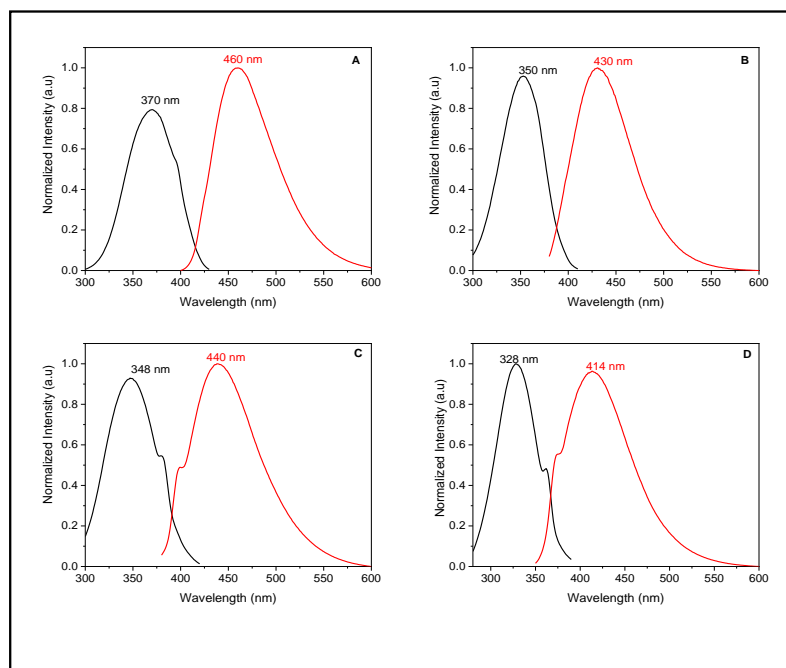 A
370 nm
460 nm
Normalized Intensity (a.u)
1.0
0.8
0.6
0.4
0.2
0.0
300 350 400 450 500 550 600
Wavelength (nm)
B
350 nm
430 nm
Normalized Intensity (a.u)
1.0
0.8
0.6
0.4
0.2
0.0
300 350 400 450 500 550 600
Wavelength (nm)
C
348 nm
440 nm
Normalized Intensity (a.u)
1.0
0.8
0.6
0.4
0.2
0.0
300 350 400 450 500 550 600
Wavelength (nm)
D
328 nm
414 nm
Normalized Intensity (a.u)
1.0
0.8
0.6
0.4
0.2
0.0
300 350 400 450 500 550 600
Wavelength (nm)